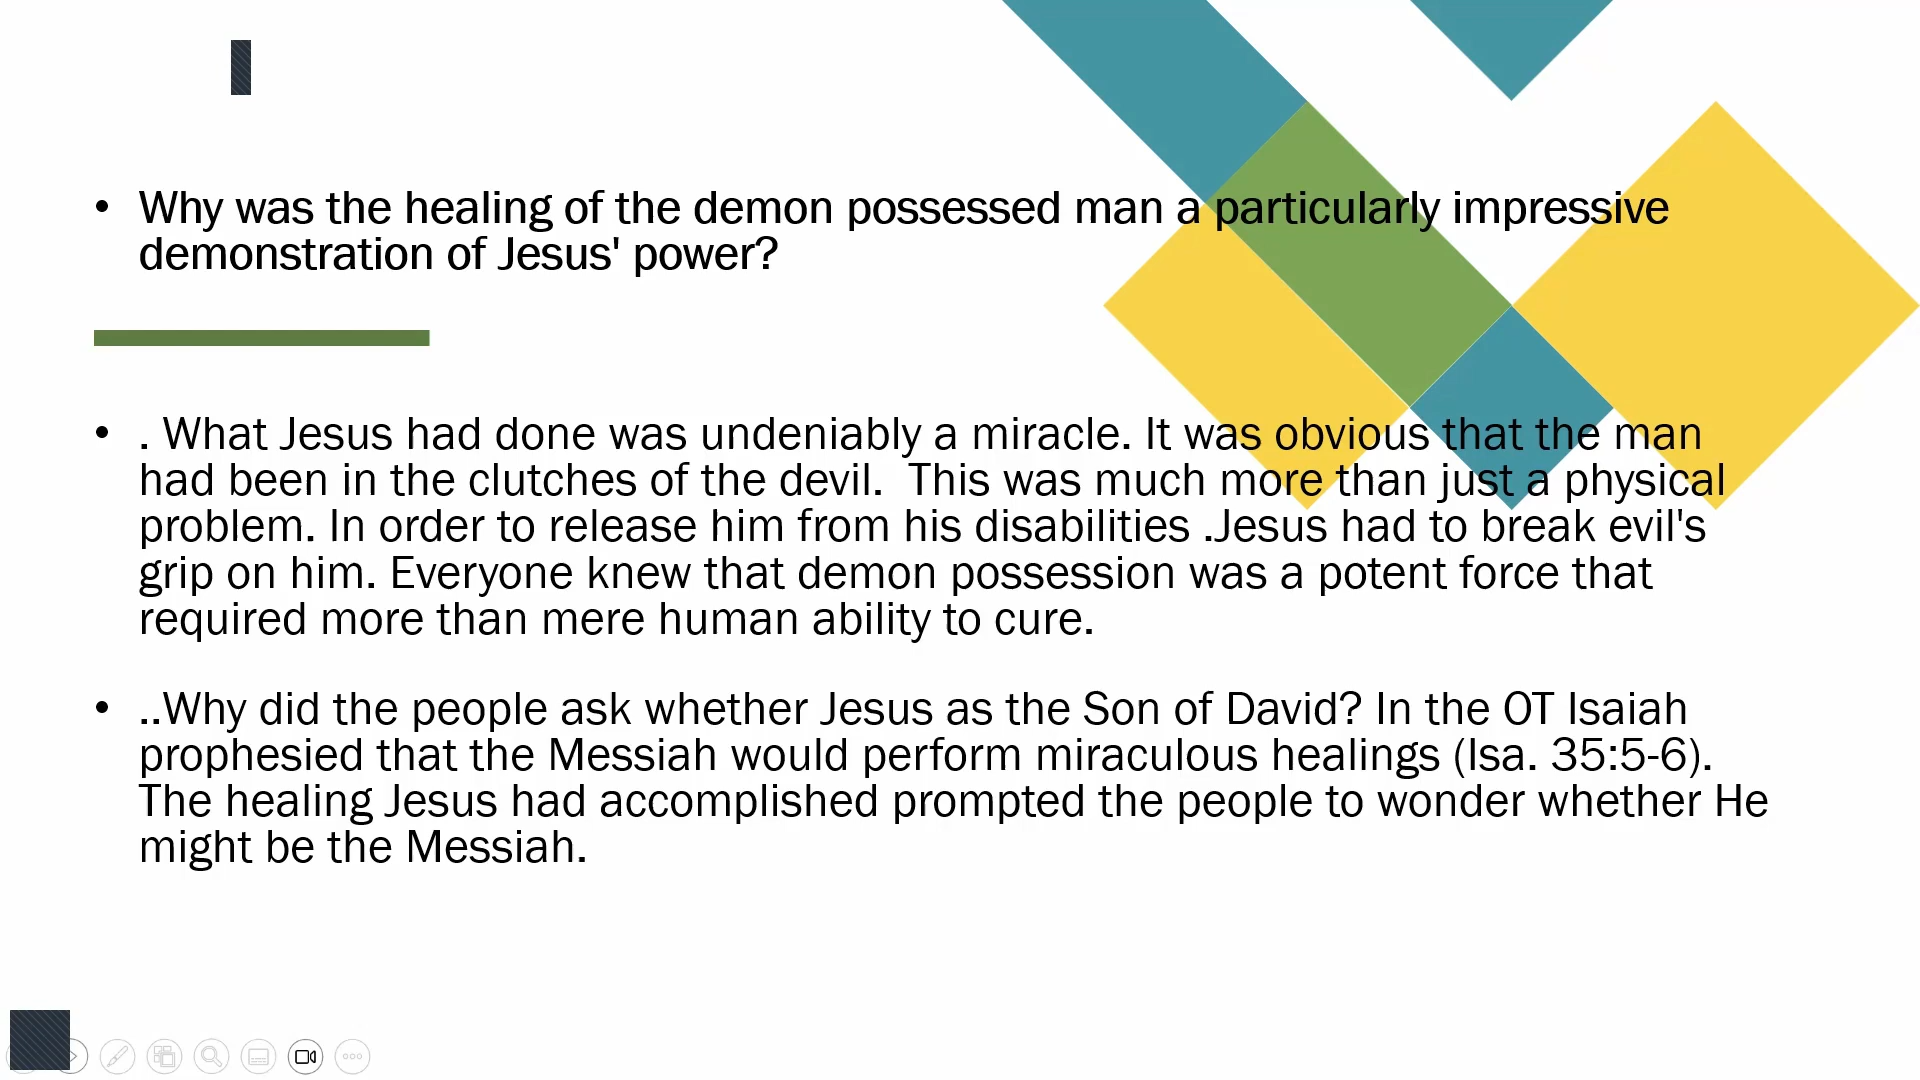 • Why was the healing of the demon possessed man a particularly impressive
demonstration of Jesus' power?
• . What Jesus had done was undeniably a miracle. It was obvious that the man
had been in the clutches of the devil.  This was much more than just a physical
problem. In order to release him from his disabilities .Jesus had to break evil's
grip on him. Everyone knew that demon possession was a potent force that
required more than mere human ability to cure.
• ..Why did the people ask whether Jesus as the Son of David? In the OT Isaiah
prophesied that the Messiah would perform miraculous healings (Isa. 35:5-6).
The healing Jesus had accomplished prompted the people to wonder whether He
might be the Messiah.